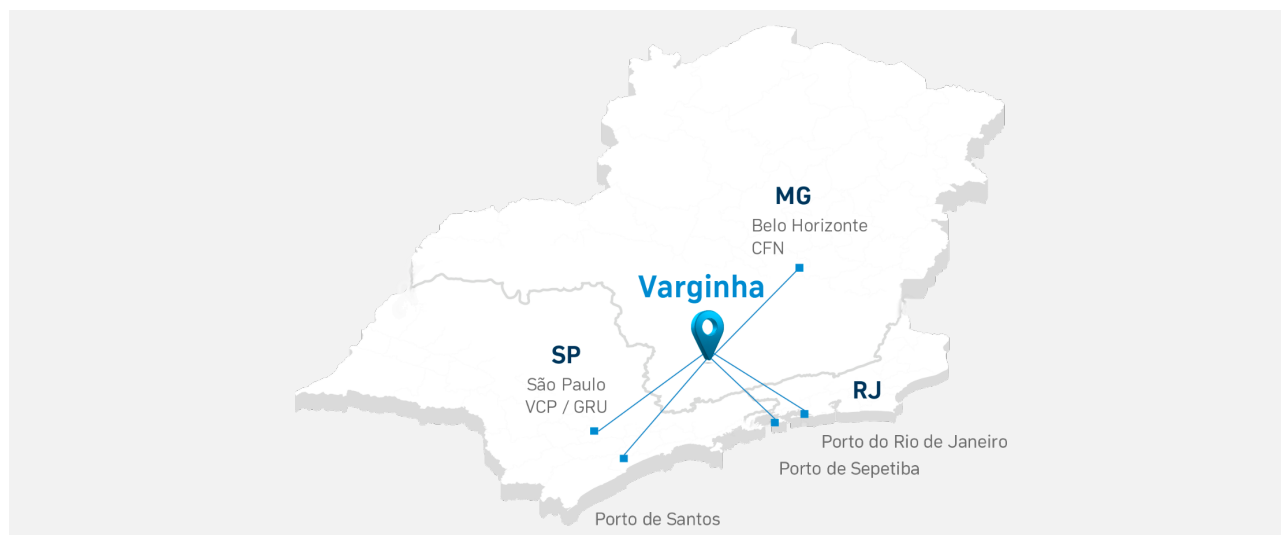 MG
Belo Horizonte
CFN
Varginha
SP
São Paulo
VCP / GRU
RJ
Porto do Rio de Janeiro
Porto de Sepetiba
Porto de Santos